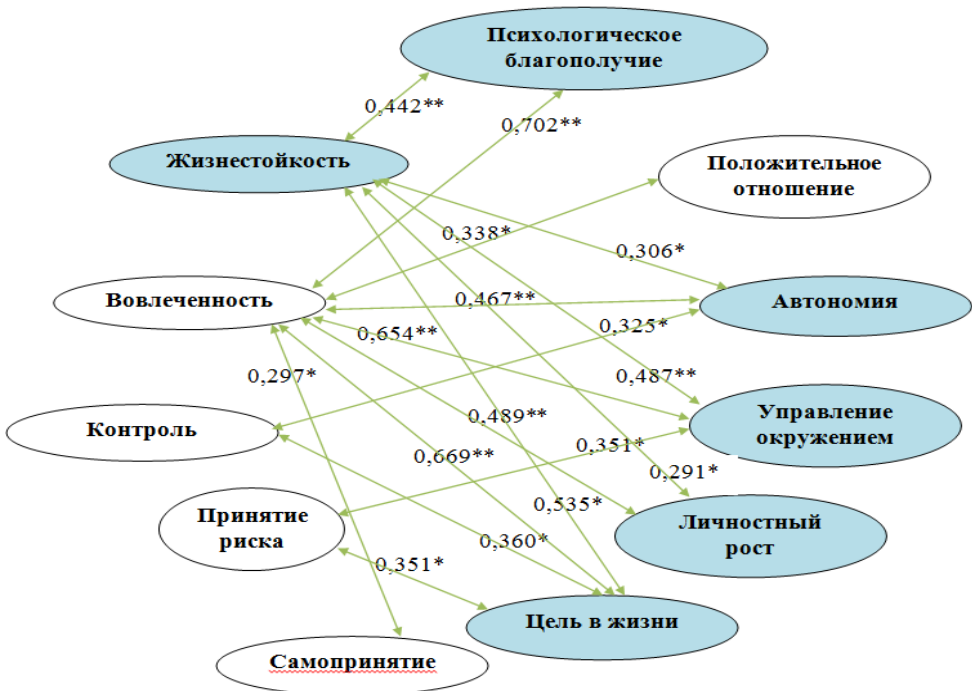 Психологическое
благополучие
0,442**
0,702**
Жизнестойкость
Положительное
отношение
0,338*
0,306*
Вовлеченность
0,467**
Автономия
0,654**
0,325*
0,297*
0,487**
Контроль
0,489**
Управление
окружением
0,669**
0,351*
0,291*
Принятие
риска
0,535*
Личностный
рост
0,360*
0,351*
Цель в жизни
Самопринятие